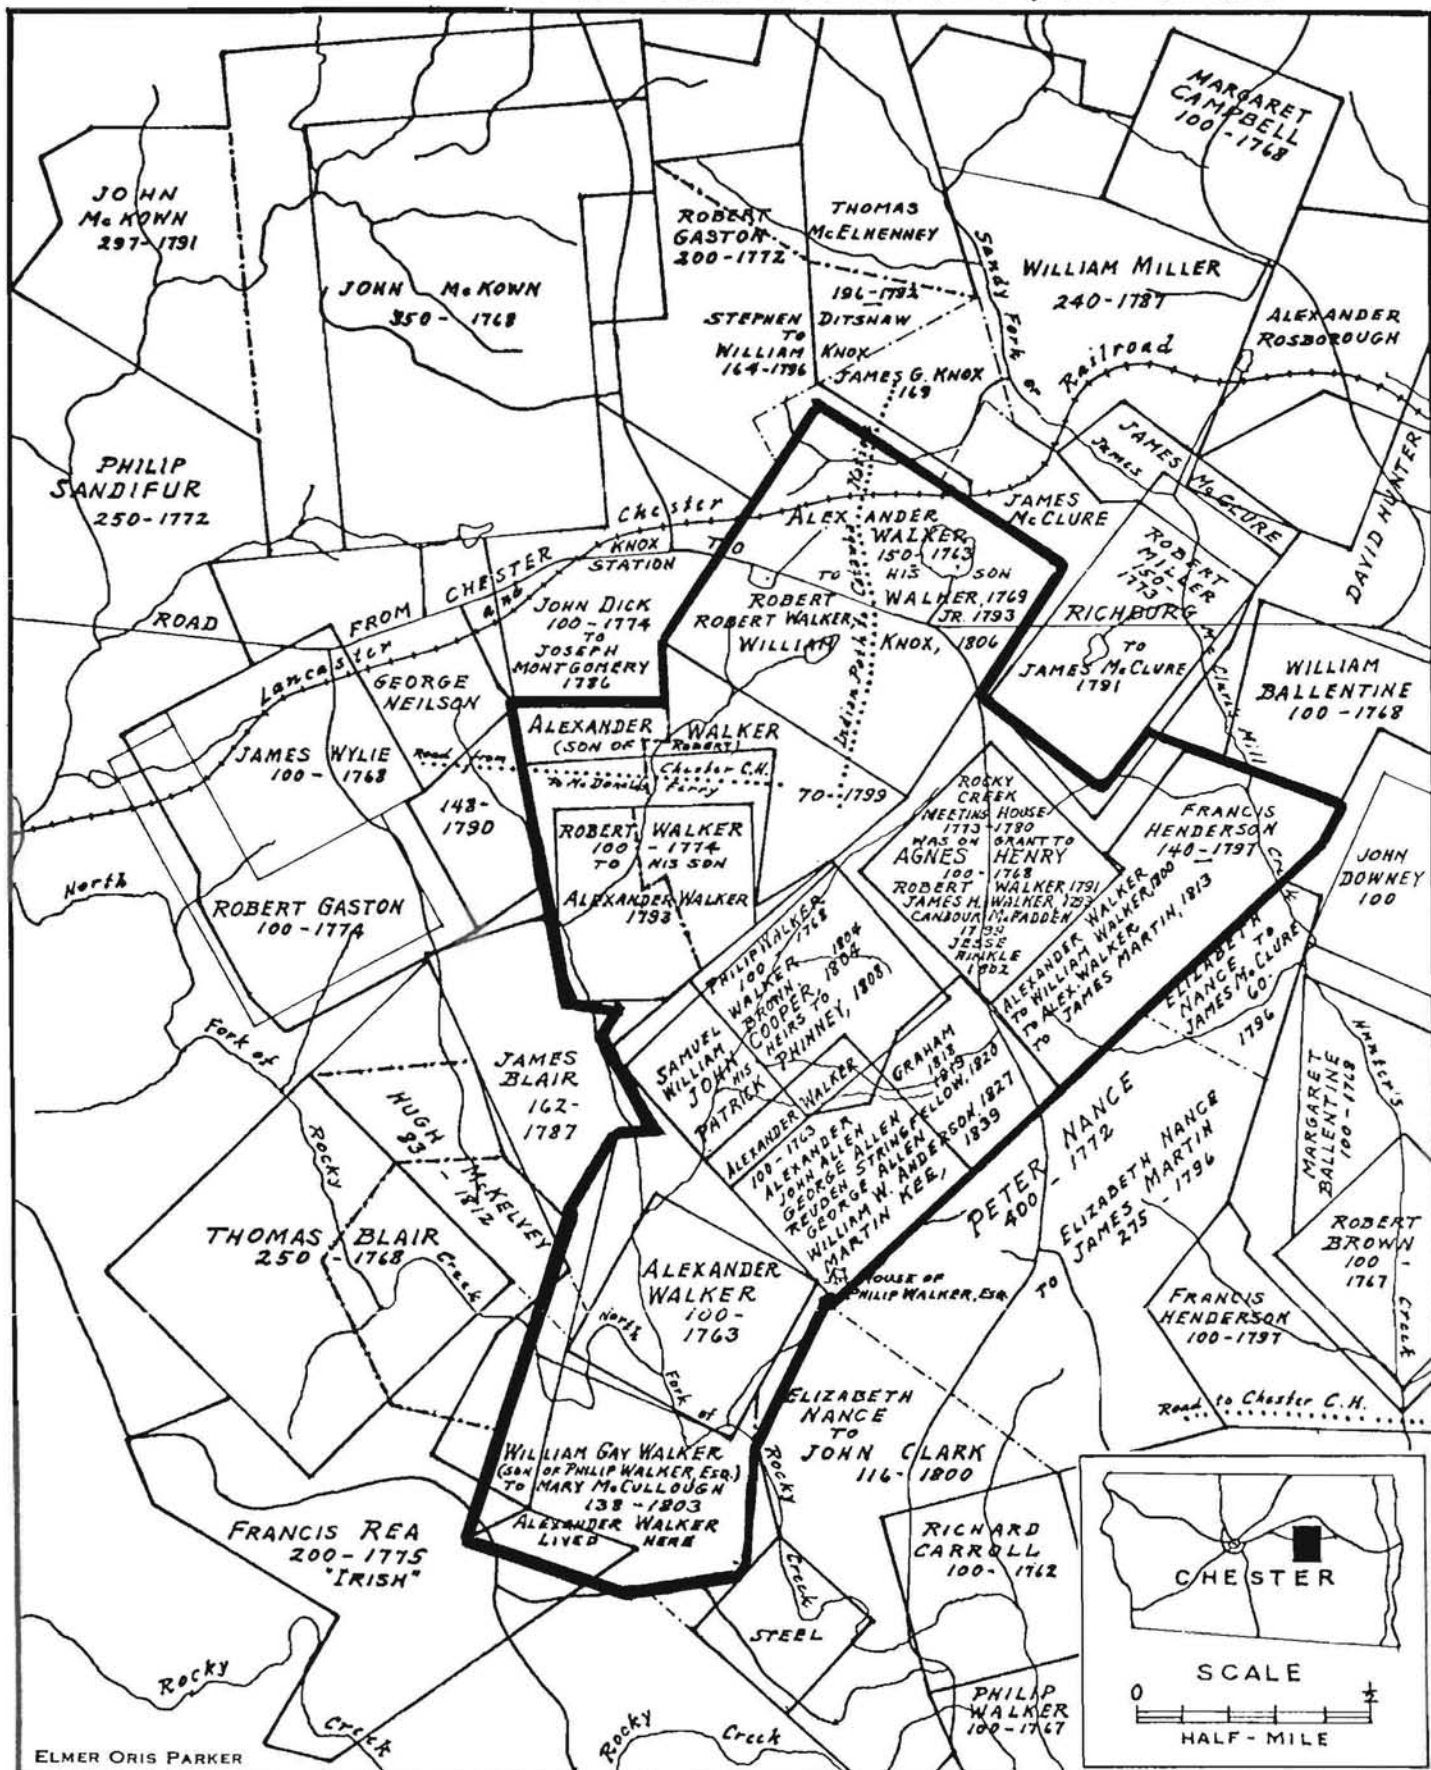 MARGARET
CAMPBELL
100-1768
JOHN
McKOWN
297-1791
JOHN McKOWN
350-1768
ROBERT
GASTON
200-1772
THOMAS
McELHENNEY
196-1792
Sandy Fork or
WILLIAM MILLER
240-1787
ALEXANDER
ROSBOROUGH
STEPHEN DITSHAW
TO
WILLIAM KNOX
164-1796
JAMES G. KNOX
169
Railroad
PHILIP
SANDIFUR
250-1772
JAMES
JAMES McCLURE
DAVID HUNTER
JAMES
McCLURE
ROBERT
MILLER
150-
1773
RICHBURG
TO
JAMES McCLURE
1791
McClure's Mill
Creek
WILLIAM
BALLENTINE
100-1768
ROAD FROM CHESTER TO
Lancaster and Chester
KNOX
STATION
ALEXANDER
WALKER
150-1763
TO HIS SON
ROBERT WALKER, 1769
ROBERT WALKER, JR. 1793
WILLIAM KNOX, 1806
JOHN DICK
100-1774
TO
JOSEPH
MONTGOMERY
1786
GEORGE
NEILSON
148-
1790
JAMES WYLIE
100-1768
ALEXANDER WALKER
(SON OF ROBERT)
70-1799
Road from Chester C.H.
To McDonald's Ferry
ROBERT WALKER
100-1774
TO HIS SON
ALEXANDER WALKER
1793
ROCKY
CREEK
MEETING HOUSE
1773-1780
WAS ON GRANT TO
AGNES HENRY
100-1768
ROBERT WALKER 1791
JAMES H. WALKER, 1793
CANDOUR McFADDEN
1799
JESSE
HINKLE
1802
FRANCIS
HENDERSON
140-1797
JOHN
DOWNEY
100
North
Fork of
Rocky
Creek
ROBERT GASTON
100-1774
PHILIP WALKER
100 1768
SAMUEL WALKER 1804
WILLIAM BROWN 1804
JOHN COOPER,
HIS HEIRS TO
PATRICK PHINNEY, 1808
ALEXANDER WALKER
TO WILLIAM WALKER, 1800
TO ALEX. WALKER,
TO JAMES MARTIN, 1813
ELIZABETH
NANCE TO
JAMES McCLURE
60-
1796
JAMES
BLAIR
162-
1787
HUGH McKELVEY
83-1812
ALEXANDER WALKER
100-1763
ALEXANDER GRAHAM
JOHN ALLEN 1818
GEORGE ALLEN 1819
REUBEN STRINGFELLOW, 1820
GEORGE ALLEN
WILLIAM W. ANDERSON, 1827
MARTIN KEE, 1839
PETER NANCE
400-1772
TO
ELIZABETH NANCE
JAMES MARTIN
275-1796
MARGARET
BALLENTINE
100-1768
Hunter's
Creek
ROBERT
BROWN
100
-
1767
THOMAS BLAIR
250-1768
ALEXANDER
WALKER
100-
1763
HOUSE OF
PHILIP WALKER, ESQ.
FRANCIS
HENDERSON
100-1797
Road to Chester C.H.
North
Fork of
Rocky
Creek
ELIZABETH
NANCE
TO
JOHN CLARK
116-1800
WILLIAM GAY WALKER
(SON OF PHILIP WALKER, ESQ.)
TO MARY McCULLOUGH
138-1803
ALEXANDER WALKER
LIVED HERE
FRANCIS REA
200-1775
"IRISH"
RICHARD
CARROLL
100-1762
STEEL
PHILIP
WALKER
100-1767
Rocky
Creek
Rocky Creek
CHESTER
SCALE
0 ½
HALF-MILE
ELMER ORIS PARKER